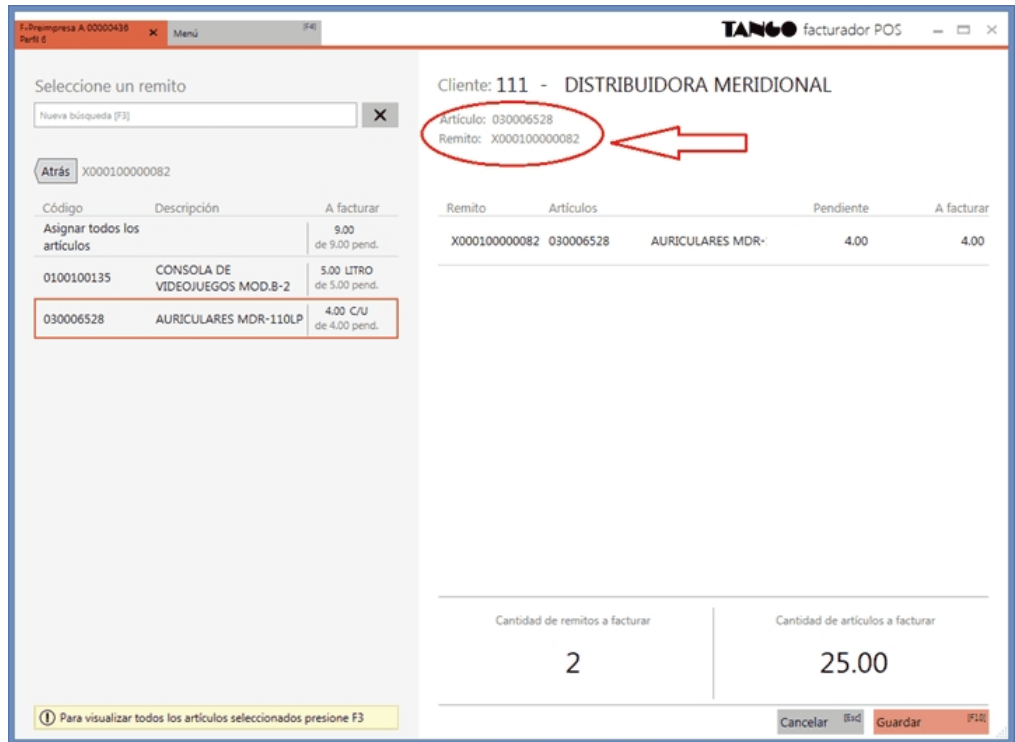 F-Preimpresa A 00000436
Perfil 6
Menú [F4]
TANGO facturador POS
Seleccione un remito
Nueva búsqueda [F3]
Atrás X000100000082
Código Descripción A facturar
Asignar todos los artículos 9.00 de 9.00 pend.
0100100135 CONSOLA DE VIDEOJUEGOS MOD.B-2 5.00 LITRO de 5.00 pend.
030006528 AURICULARES MDR-110LP 4.00 C/U de 4.00 pend.
Para visualizar todos los artículos seleccionados presione F3
Cliente: 111 - DISTRIBUIDORA MERIDIONAL
Artículo: 030006528
Remito: X000100000082
Remito Artículos Pendiente A facturar
X000100000082 030006528 AURICULARES MDR- 4.00 4.00
Cantidad de remitos a facturar
2
Cantidad de artículos a facturar
25.00
Cancelar [Esc] Guardar [F10]